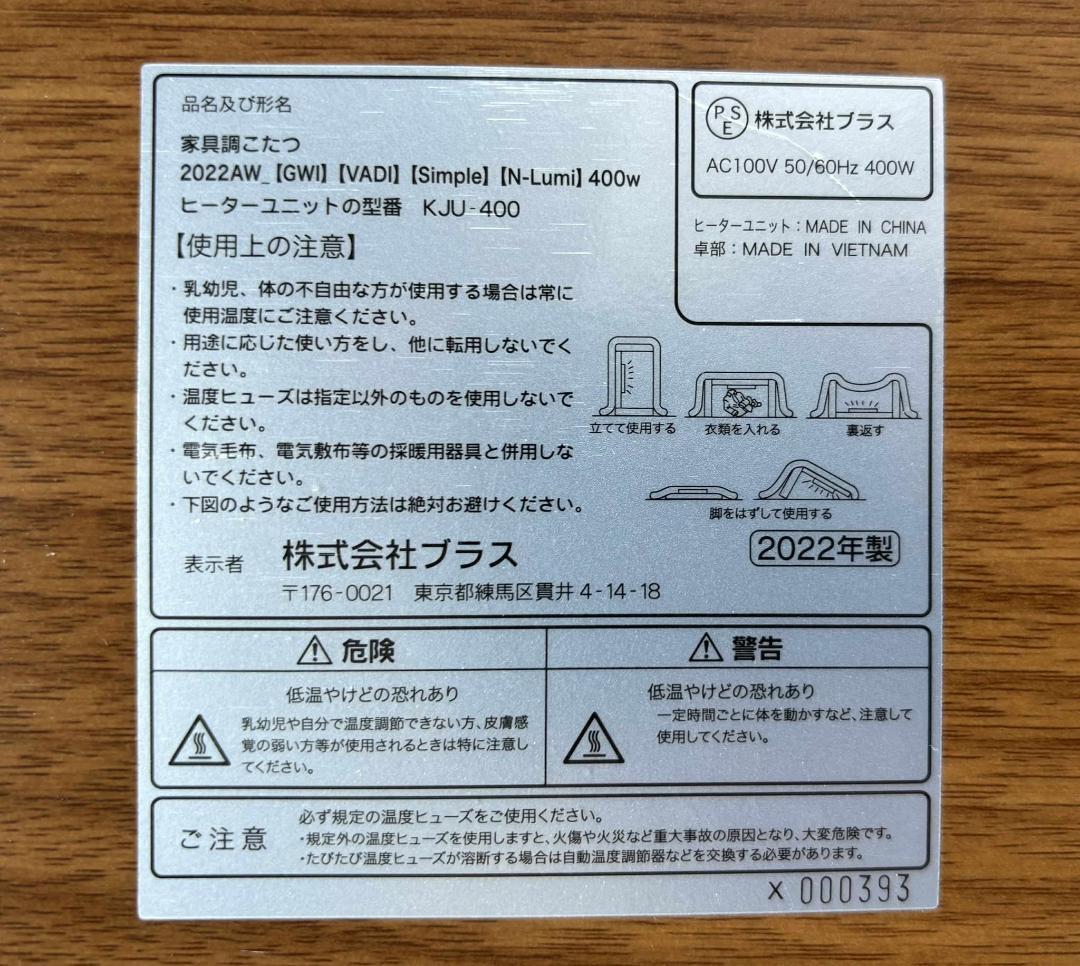 品名及び形名
家具調こたつ
2022AW_【GWI】【VADI】【Simple】【N-Lumi】400w
ヒーターユニットの型番 KJU-400
【使用上の注意】
・乳幼児、体の不自由な方が使用する場合は常に
使用温度にご注意ください。
・用途に応じた使い方をし、他に転用しないでく
ださい。
・温度ヒューズは指定以外のものを使用しないで
ください。
・電気毛布、電気敷布等の採暖用器具と併用しな
いでください。
・下図のようなご使用方法は絶対お避けください。
表示者 株式会社ブラス
〒176-0021 東京都練馬区貫井4-14-18
PSE 株式会社ブラス
AC100V 50/60Hz 400W
ヒーターユニット：MADE IN CHINA
卓部：MADE IN VIETNAM
立てて使用する 衣類を入れる 裏返す
脚をはずして使用する
2022年製
危険
低温やけどの恐れあり
乳幼児や自分で温度調節できない方、皮膚感
覚の弱い方等が使用されるときは特に注意し
てください。
警告
低温やけどの恐れあり
一定時間ごとに体を動かすなど、注意して
使用してください。
ご注意
必ず規定の温度ヒューズをご使用ください。
・規定外の温度ヒューズを使用しますと、火傷や火災など重大事故の原因となり、大変危険です。
・たびたび温度ヒューズが溶断する場合は自動温度調節器などを交換する必要があります。
X 000393